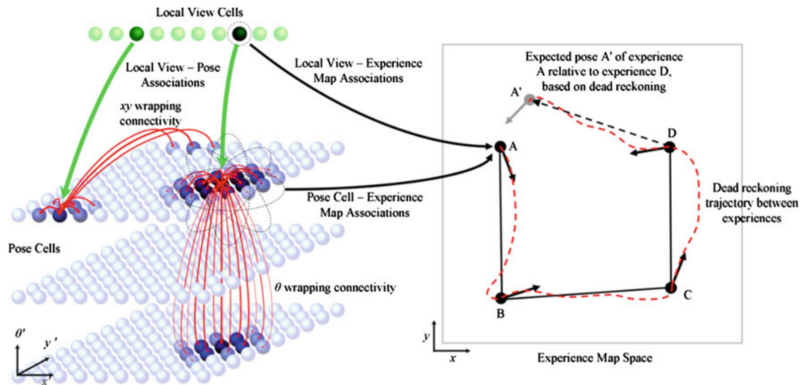 Local View Cells
Local View – Pose
Associations
xy wrapping
connectivity
Pose Cells
θ wrapping connectivity
θ'
y'
x'
Local View – Experience
Map Associations
Pose Cell – Experience
Map Associations
Expected pose A' of experience
A relative to experience D,
based on dead reckoning
A'
A
D
Dead reckoning
trajectory between
experiences
B
C
y
x
Experience Map Space